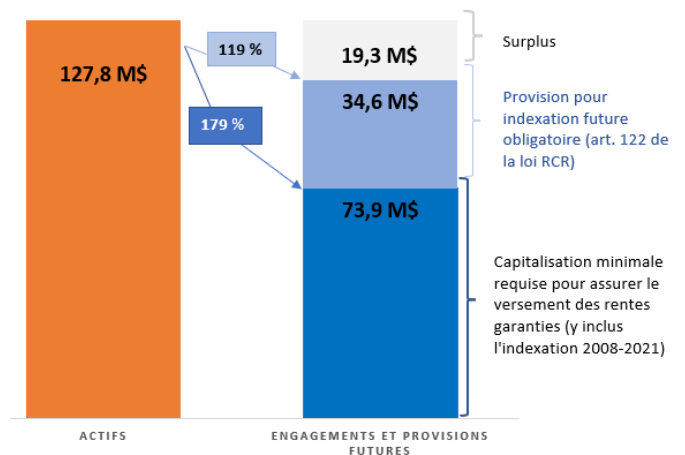 127,8 M$
119 %
179 %
19,3 M$
34,6 M$
73,9 M$
Surplus
Provision pour
indexation future
obligatoire (art. 122 de
la loi RCR)
Capitalisation minimale
requise pour assurer le
versement des rentes
garanties (y inclus
l'indexation 2008-2021)
ACTIFS
ENGAGEMENTS ET PROVISIONS
FUTURES